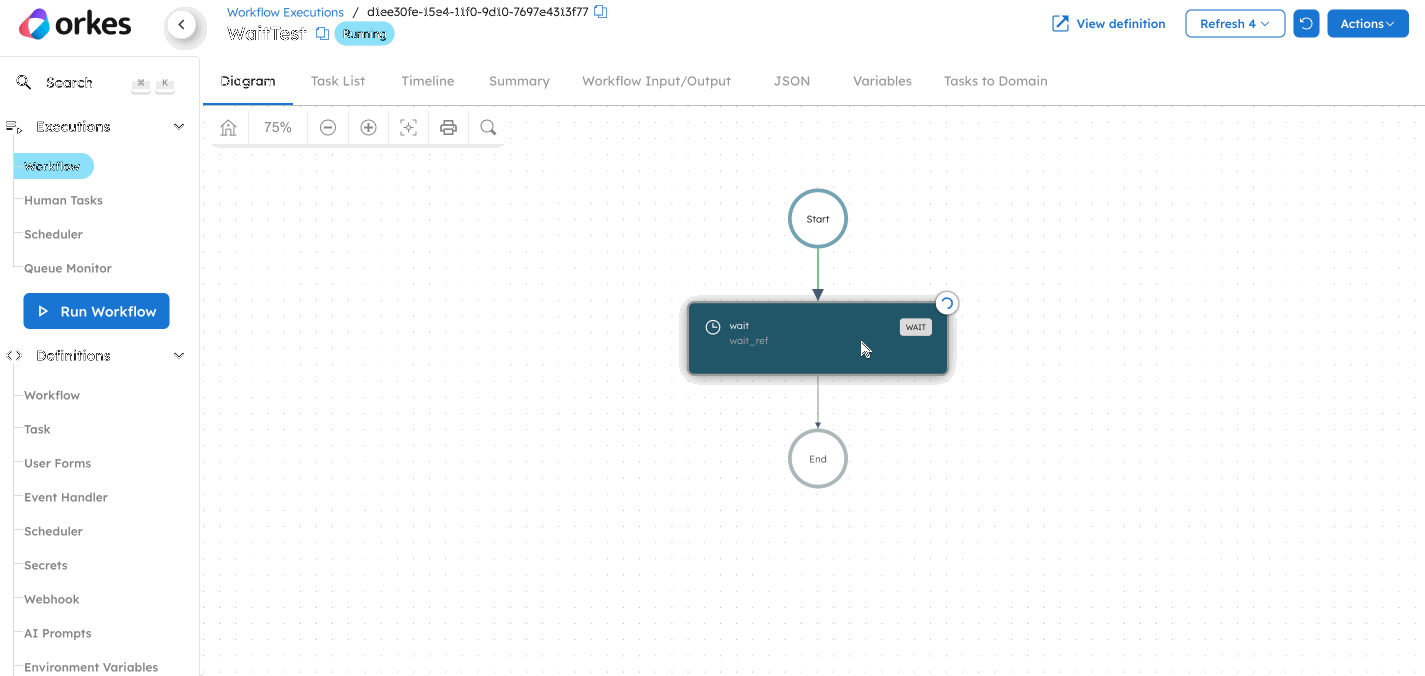 orkes
Workflow Executions / d1ee30fe-15e4-11f0-9d10-7697e4313f77
WaitTest Running
View definition
Refresh 4
Actions
Search ⌘ K
Executions
Workflow
Human Tasks
Scheduler
Queue Monitor
Run Workflow
Definitions
Workflow
Task
User Forms
Event Handler
Scheduler
Secrets
Webhook
AI Prompts
Environment Variables
Diagram Task List Timeline Summary Workflow Input/Output JSON Variables Tasks to Domain
75%
Start
wait WAIT
wait_ref
End